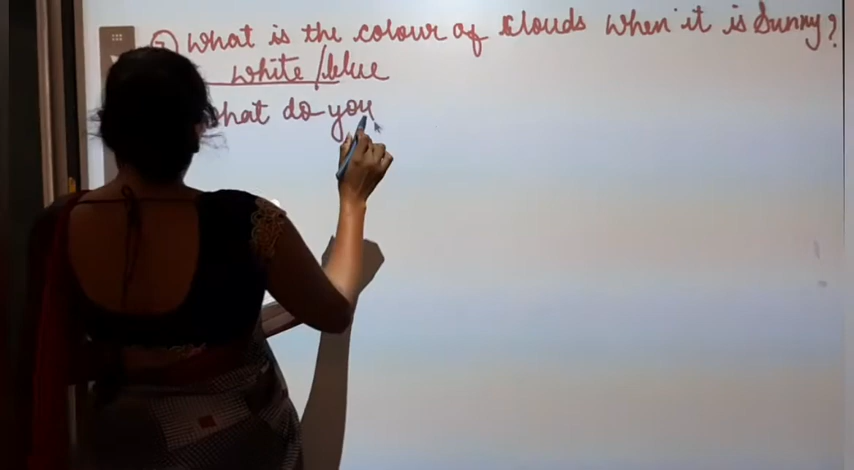 What is the colour of clouds when it is sunny?
white/blue
What do you